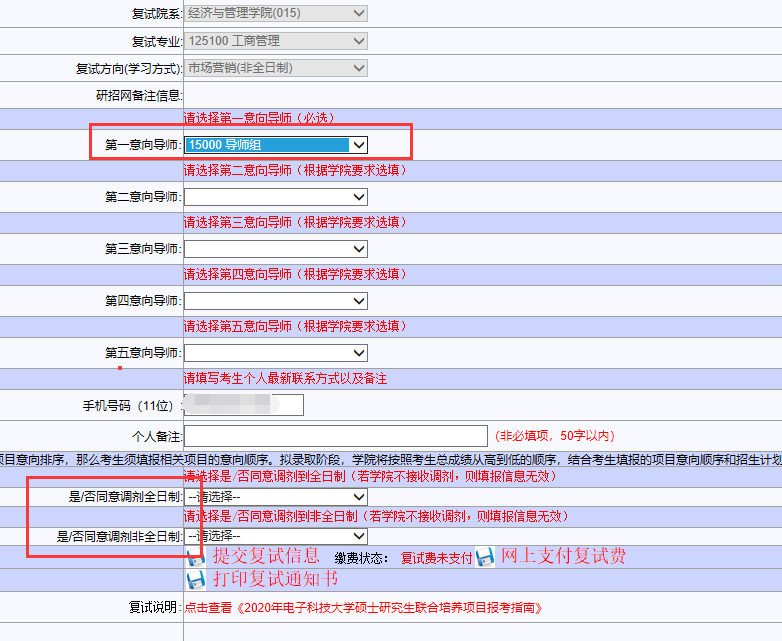 复试院系: 经济与管理学院(015)
复试专业: 125100 工商管理
复试方向(学习方式): 市场营销(非全日制)
研招网备注信息:
请选择第一意向导师（必选）
第一意向导师: 15000 导师组
请选择第二意向导师（根据学院要求选填）
第二意向导师:
请选择第三意向导师（根据学院要求选填）
第三意向导师:
请选择第四意向导师（根据学院要求选填）
第四意向导师:
请选择第五意向导师（根据学院要求选填）
第五意向导师:
请填写考生个人最新联系方式以及备注
手机号码（11位）:
个人备注: （非必填项，50字以内）
项目意向排序，那么考生须填报相关项目的意向顺序。拟录取阶段，学院将按照考生总成绩从高到低的顺序，结合考生填报的项目意向顺序和招生计划
请选择是/否同意调剂到全日制（若学院不接收调剂，则填报信息无效）
是/否同意调剂全日制: --请选择--
请选择是/否同意调剂到非全日制（若学院不接收调剂，则填报信息无效）
是/否同意调剂非全日制: --请选择--
提交复试信息 缴费状态： 复试费未支付 网上支付复试费
打印复试通知书
复试说明: 点击查看《2020年电子科技大学硕士研究生联合培养项目报考指南》